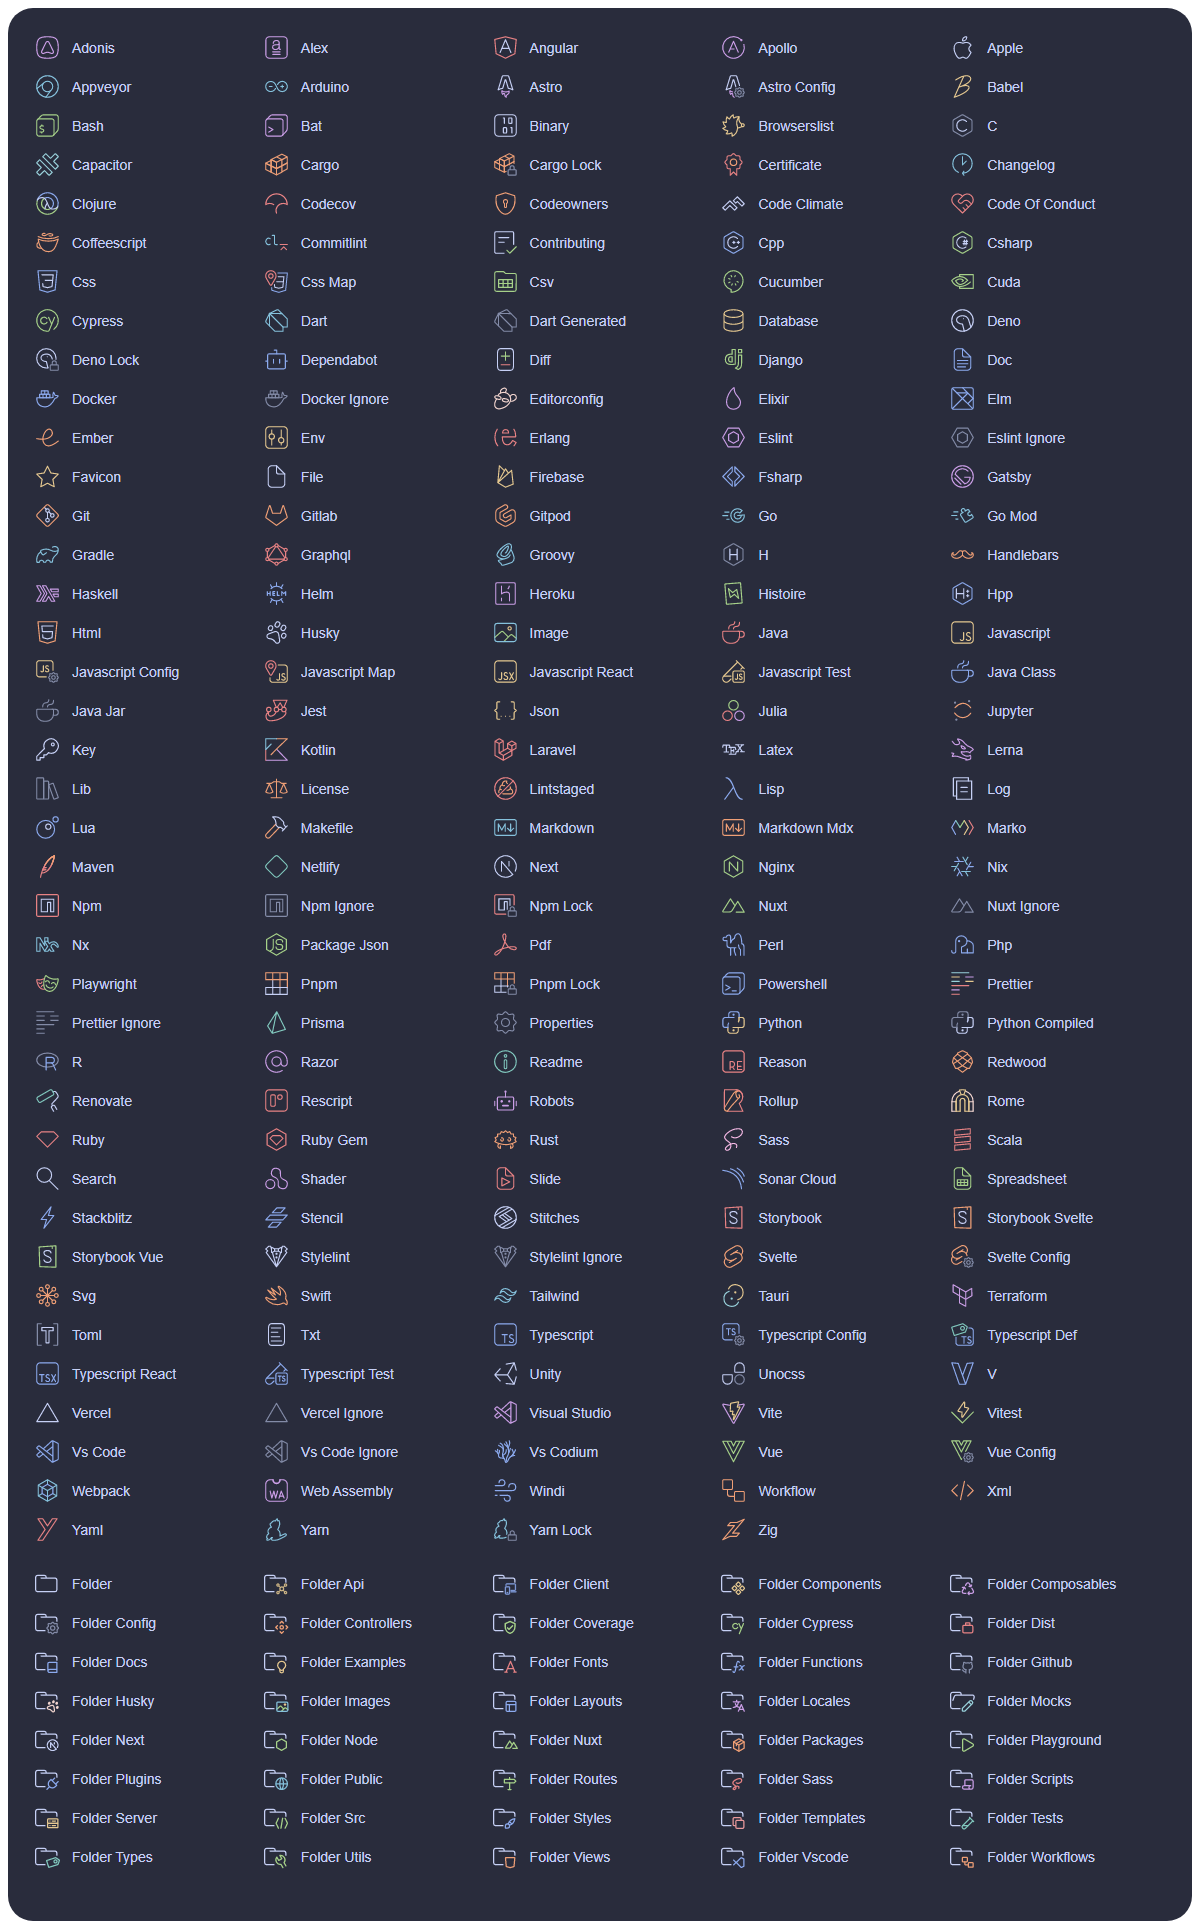 Adonis Alex Angular Apollo Apple
Appveyor Arduino Astro Astro Config Babel
Bash Bat Binary Browserslist C
Capacitor Cargo Cargo Lock Certificate Changelog
Clojure Codecov Codeowners Code Climate Code Of Conduct
Coffeescript Commitlint Contributing Cpp Csharp
Css Css Map Csv Cucumber Cuda
Cypress Dart Dart Generated Database Deno
Deno Lock Dependabot Diff Django Doc
Docker Docker Ignore Editorconfig Elixir Elm
Ember Env Erlang Eslint Eslint Ignore
Favicon File Firebase Fsharp Gatsby
Git Gitlab Gitpod Go Go Mod
Gradle Graphql Groovy H Handlebars
Haskell Helm Heroku Histoire Hpp
Html Husky Image Java Javascript
Javascript Config Javascript Map Javascript React Javascript Test Java Class
Java Jar Jest Json Julia Jupyter
Key Kotlin Laravel Latex Lerna
Lib License Lintstaged Lisp Log
Lua Makefile Markdown Markdown Mdx Marko
Maven Netlify Next Nginx Nix
Npm Npm Ignore Npm Lock Nuxt Nuxt Ignore
Nx Package Json Pdf Perl Php
Playwright Pnpm Pnpm Lock Powershell Prettier
Prettier Ignore Prisma Properties Python Python Compiled
R Razor Readme Reason Redwood
Renovate Rescript Robots Rollup Rome
Ruby Ruby Gem Rust Sass Scala
Search Shader Slide Sonar Cloud Spreadsheet
Stackblitz Stencil Stitches Storybook Storybook Svelte
Storybook Vue Stylelint Stylelint Ignore Svelte Svelte Config
Svg Swift Tailwind Tauri Terraform
Toml Txt Typescript Typescript Config Typescript Def
Typescript React Typescript Test Unity Unocss V
Vercel Vercel Ignore Visual Studio Vite Vitest
Vs Code Vs Code Ignore Vs Codium Vue Vue Config
Webpack Web Assembly Windi Workflow Xml
Yaml Yarn Yarn Lock Zig
Folder Folder Api Folder Client Folder Components Folder Composables
Folder Config Folder Controllers Folder Coverage Folder Cypress Folder Dist
Folder Docs Folder Examples Folder Fonts Folder Functions Folder Github
Folder Husky Folder Images Folder Layouts Folder Locales Folder Mocks
Folder Next Folder Node Folder Nuxt Folder Packages Folder Playground
Folder Plugins Folder Public Folder Routes Folder Sass Folder Scripts
Folder Server Folder Src Folder Styles Folder Templates Folder Tests
Folder Types Folder Utils Folder Views Folder Vscode Folder Workflows